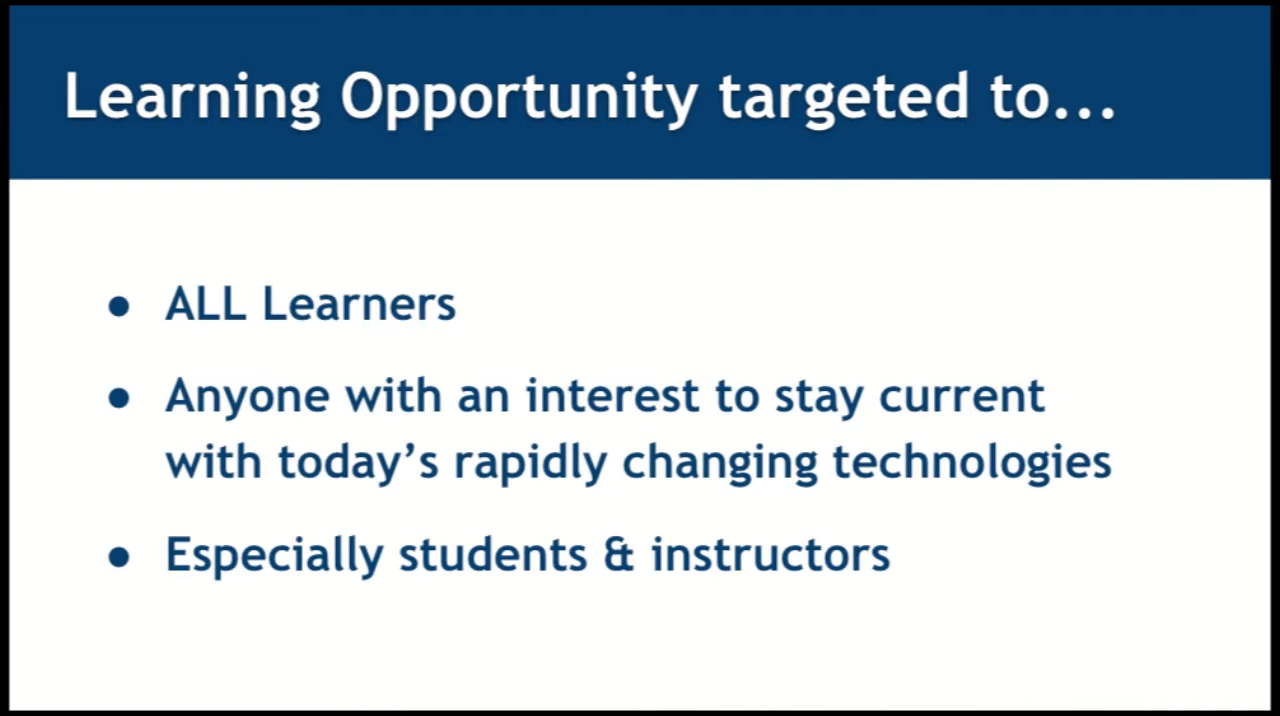 Learning Opportunity targeted to...
● ALL Learners
● Anyone with an interest to stay current
with today’s rapidly changing technologies
● Especially students & instructors